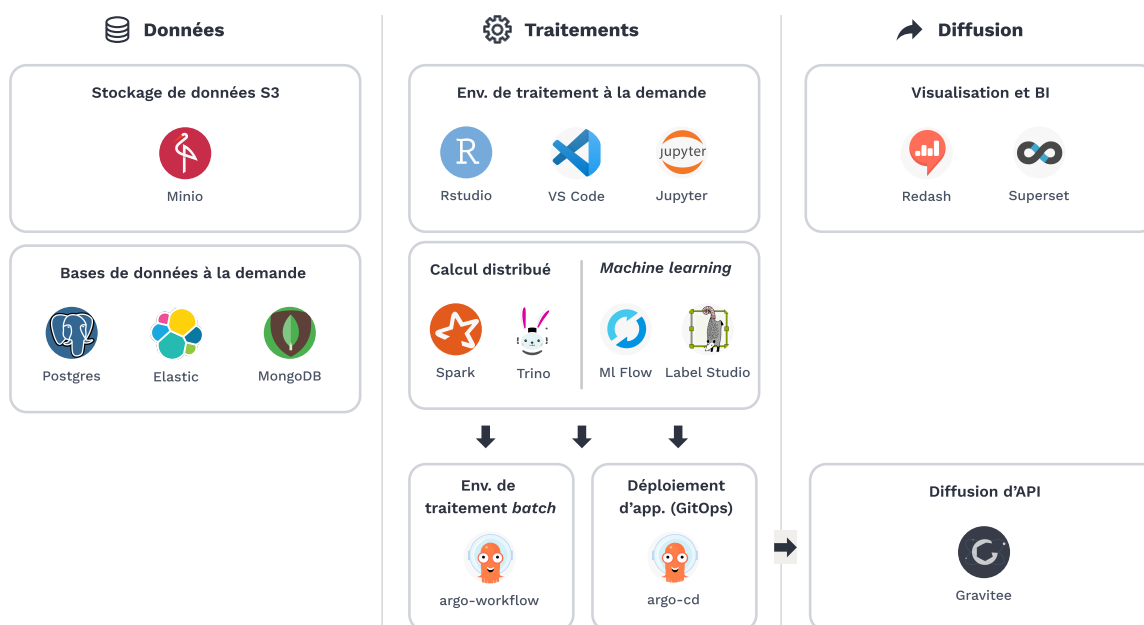 Données
Stockage de données S3
Minio
Bases de données à la demande
Postgres
Elastic
MongoDB
Traitements
Env. de traitement à la demande
R
jupyter
Rstudio
VS Code
Jupyter
Calcul distribué
Spark
Trino
Machine learning
Ml Flow
Label Studio
Env. de
traitement batch
argo-workflow
Déploiement
d’app. (GitOps)
argo-cd
Diffusion
Visualisation et BI
Redash
Superset
Diffusion d’API
Gravitee